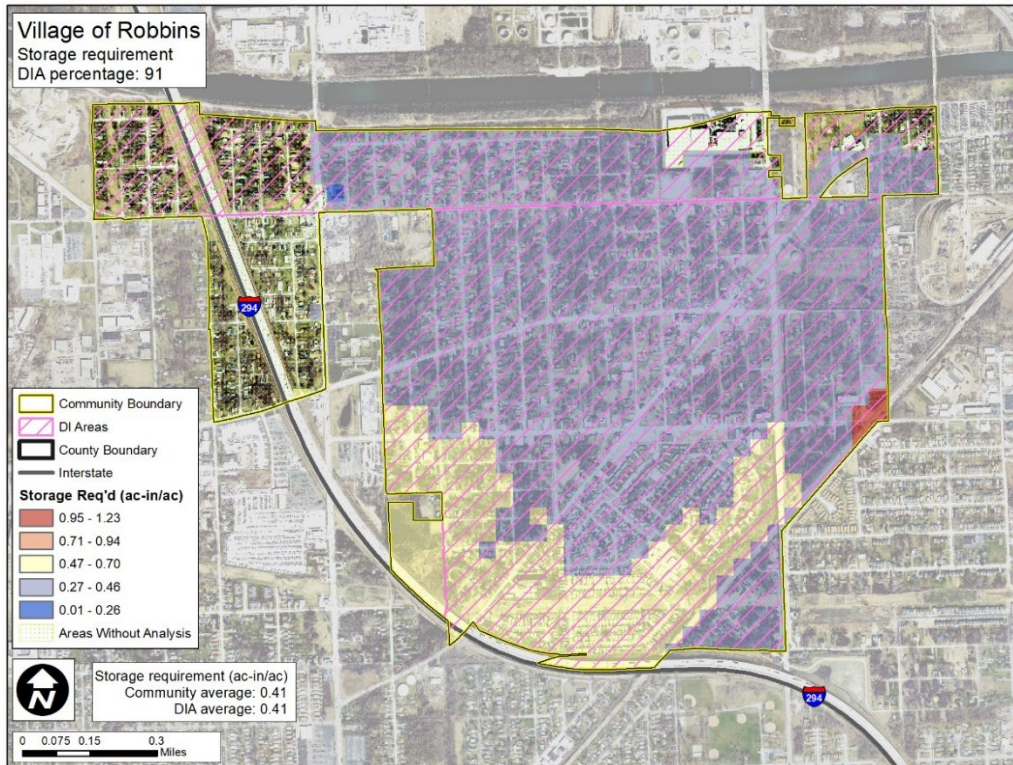 Village of Robbins
Storage requirement
DIA percentage: 91
294
Community Boundary
DI Areas
County Boundary
Interstate
Storage Req'd (ac-in/ac)
0.95 - 1.23
0.71 - 0.94
0.47 - 0.70
0.27 - 0.46
0.01 - 0.26
Areas Without Analysis
N
Storage requirement (ac-in/ac)
Community average: 0.41
DIA average: 0.41
294
0 0.075 0.15 0.3
Miles